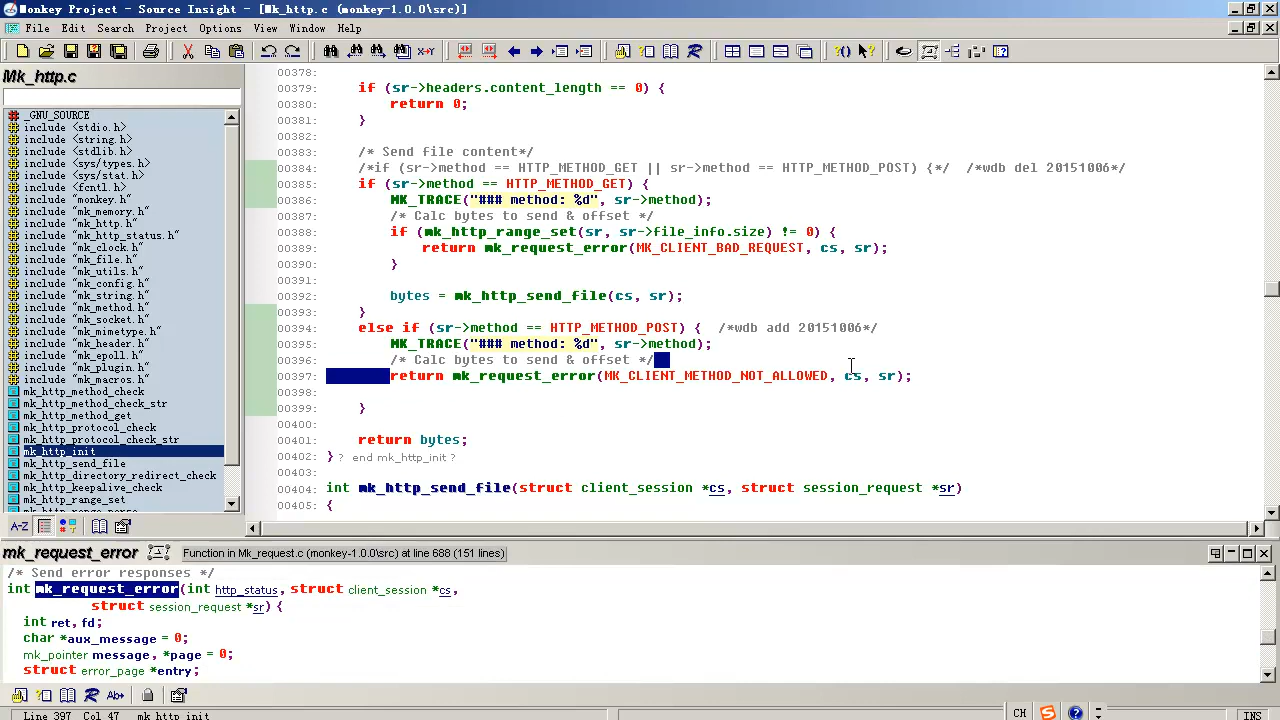 Monkey Project - Source Insight - [Mk_http.c (monkey-1.0.0\src)]
File Edit Search Project Options View Window Help
Mk_http.c
_GNU_SOURCE
include <stdio.h>
include <string.h>
include <stdlib.h>
include <sys/types.h>
include <sys/stat.h>
include <fcntl.h>
include "monkey.h"
include "mk_memory.h"
include "mk_http.h"
include "mk_http_status.h"
include "mk_clock.h"
include "mk_file.h"
include "mk_utils.h"
include "mk_config.h"
include "mk_string.h"
include "mk_method.h"
include "mk_socket.h"
include "mk_mimetype.h"
include "mk_header.h"
include "mk_epoll.h"
include "mk_plugin.h"
include "mk_macros.h"
mk_http_method_check
mk_http_method_check_str
mk_http_method_get
mk_http_protocol_check
mk_http_protocol_check_str
mk_http_init
mk_http_send_file
mk_http_directory_redirect_check
mk_http_keepalive_check
mk_http_range_set
A-Z
00378:
00379: if (sr->headers.content_length == 0) {
00380: return 0;
00381: }
00382:
00383: /* Send file content*/
00384: /*if (sr->method == HTTP_METHOD_GET || sr->method == HTTP_METHOD_POST) {*/ /*wdb del 20151006*/
00385: if (sr->method == HTTP_METHOD_GET) {
00386: MK_TRACE("### method: %d", sr->method);
00387: /* Calc bytes to send & offset */
00388: if (mk_http_range_set(sr, sr->file_info.size) != 0) {
00389: return mk_request_error(MK_CLIENT_BAD_REQUEST, cs, sr);
00390: }
00391:
00392: bytes = mk_http_send_file(cs, sr);
00393: }
00394: else if (sr->method == HTTP_METHOD_POST) { /*wdb add 20151006*/
00395: MK_TRACE("### method: %d", sr->method);
00396: /* Calc bytes to send & offset */
00397: return mk_request_error(MK_CLIENT_METHOD_NOT_ALLOWED, cs, sr);
00398:
00399: }
00400:
00401: return bytes;
00402: } ? end mk_http_init ?
00403:
00404: int mk_http_send_file(struct client_session *cs, struct session_request *sr)
00405: {
mk_request_error Function in Mk_request.c (monkey-1.0.0\src) at line 688 (151 lines)
/* Send error responses */
int mk_request_error(int http_status, struct client_session *cs,
struct session_request *sr) {
int ret, fd;
char *aux_message = 0;
mk_pointer message, *page = 0;
struct error_page *entry;
Line 397 Col 47 mk_http_init CH INS